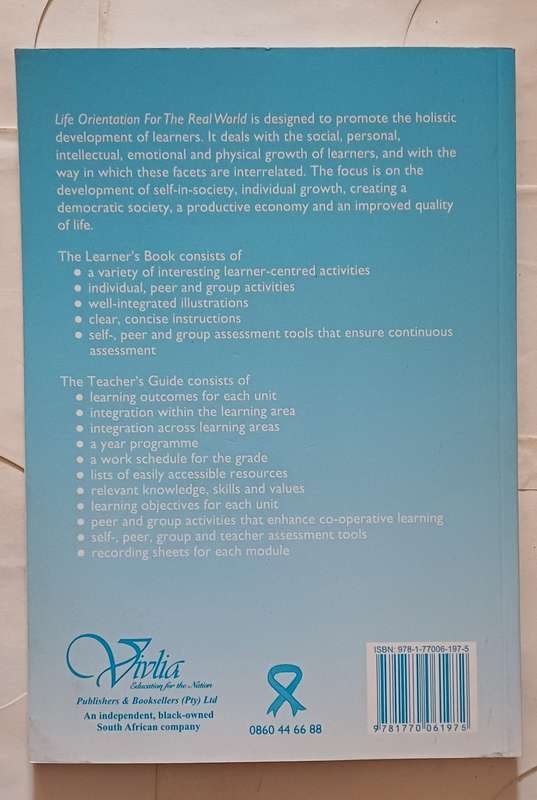 Life Orientation For The Real World is designed to promote the holistic
development of learners. It deals with the social, personal,
intellectual, emotional and physical growth of learners, and with the
way in which these facets are interrelated. The focus is on the
development of self-in-society, individual growth, creating a
democratic society, a productive economy and an improved quality
of life.
The Learner's Book consists of
● a variety of interesting learner-centred activities
● individual, peer and group activities
● well-integrated illustrations
● clear, concise instructions
● self-, peer and group assessment tools that ensure continuous
assessment
The Teacher's Guide consists of
● learning outcomes for each unit
● integration within the learning area
● integration across learning areas
● a year programme
● a work schedule for the grade
● lists of easily accessible resources
● relevant knowledge, skills and values
● learning objectives for each unit
● peer and group activities that enhance co-operative learning
● self-, peer, group and teacher assessment tools
● recording sheets for each module
Vivlia
Education for the Nation
Publishers & Booksellers (Pty) Ltd
An independent, black-owned
South African company
0860 44 66 88
ISBN: 978-1-77006-197-5
9 781770 061975